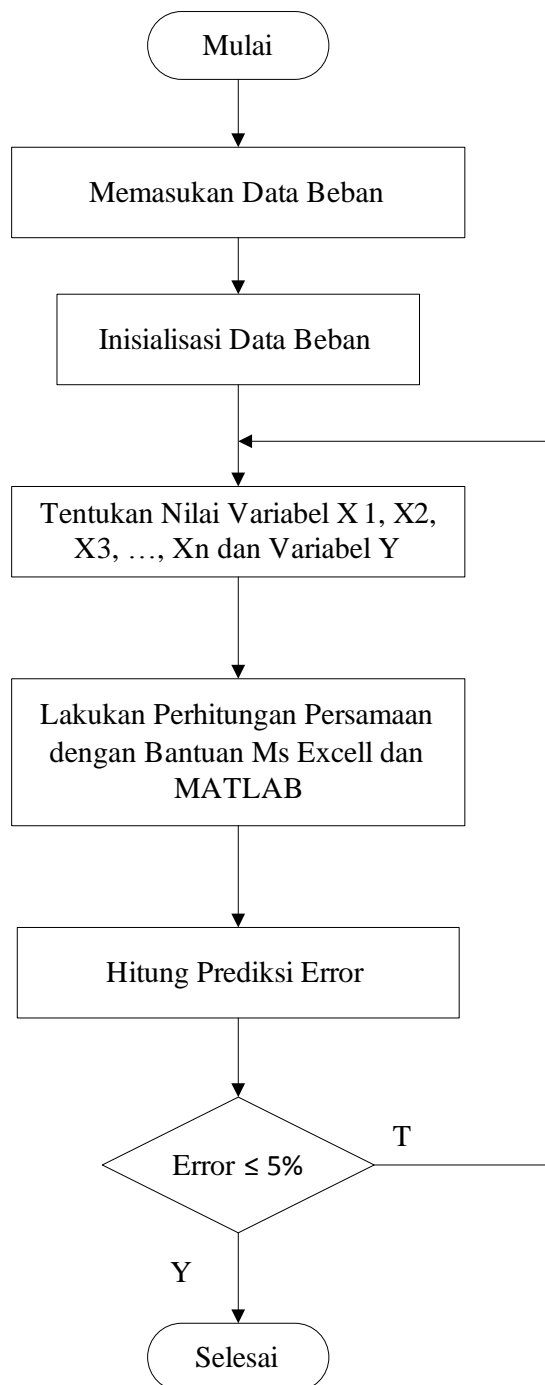 Mulai
Memasukan Data Beban
Inisialisasi Data Beban
Tentukan Nilai Variabel X 1, X2,
X3, …, Xn dan Variabel Y
Lakukan Perhitungan Persamaan
dengan Bantuan Ms Excell dan
MATLAB
Hitung Prediksi Error
Error ≤ 5%
T
Y
Selesai